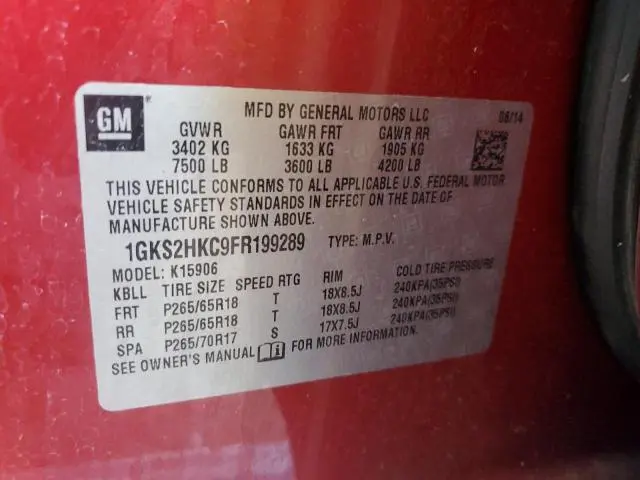 GM
MFD BY GENERAL MOTORS LLC 08/14
GVWR GAWR FRT GAWR RR
3402 KG 1633 KG 1905 KG
7500 LB 3600 LB 4200 LB
THIS VEHICLE CONFORMS TO ALL APPLICABLE U.S. FEDERAL MOTOR
VEHICLE SAFETY STANDARDS IN EFFECT ON THE DATE OF
MANUFACTURE SHOWN ABOVE.
1GKS2HKC9FR199289 TYPE: M.P.V.
MODEL: K15906
KBLL TIRE SIZE SPEED RTG RIM COLD TIRE PRESSURE
FRT P265/65R18 T 18X8.5J 240KPA(35PSI)
RR P265/65R18 T 18X8.5J 240KPA(35PSI)
SPA P265/70R17 S 17X7.5J 240KPA(35PSI)
SEE OWNER'S MANUAL FOR MORE INFORMATION.